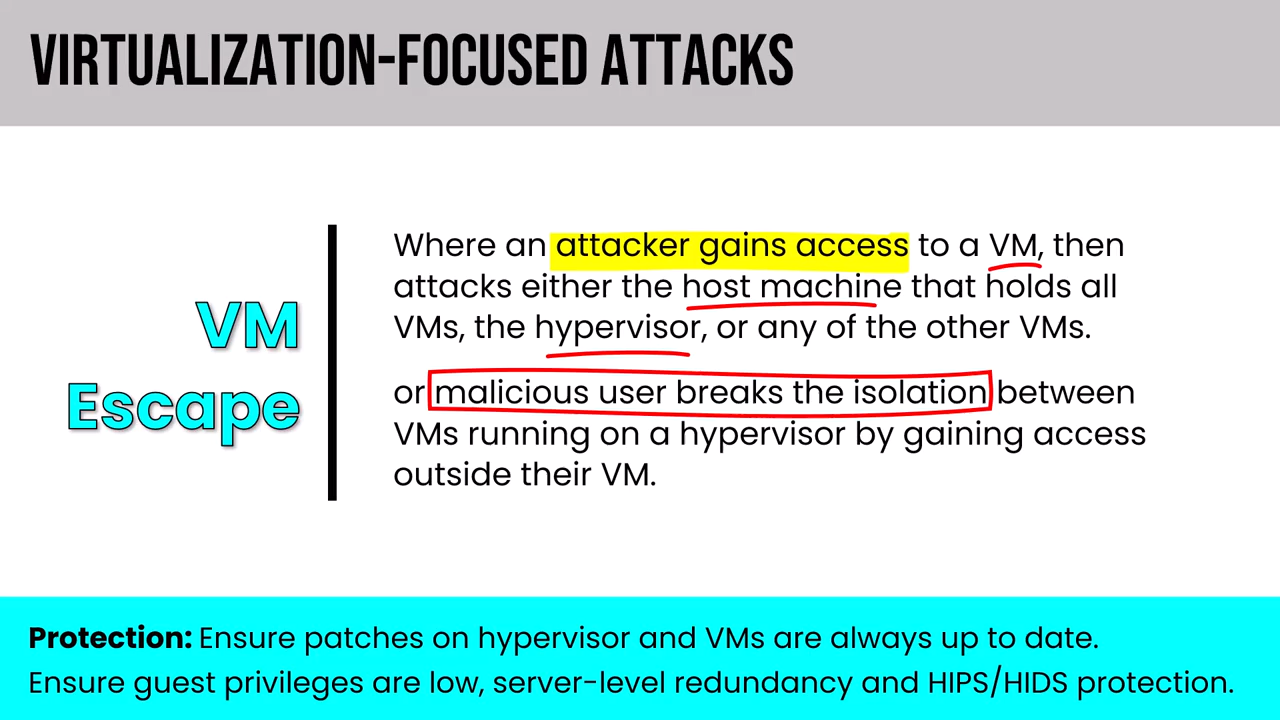 VIRTUALIZATION-FOCUSED ATTACKS
VM
Escape
Where an attacker gains access to a VM, then
attacks either the host machine that holds all
VMs, the hypervisor, or any of the other VMs.
or malicious user breaks the isolation between
VMs running on a hypervisor by gaining access
outside their VM.
Protection: Ensure patches on hypervisor and VMs are always up to date.
Ensure guest privileges are low, server-level redundancy and HIPS/HIDS protection.